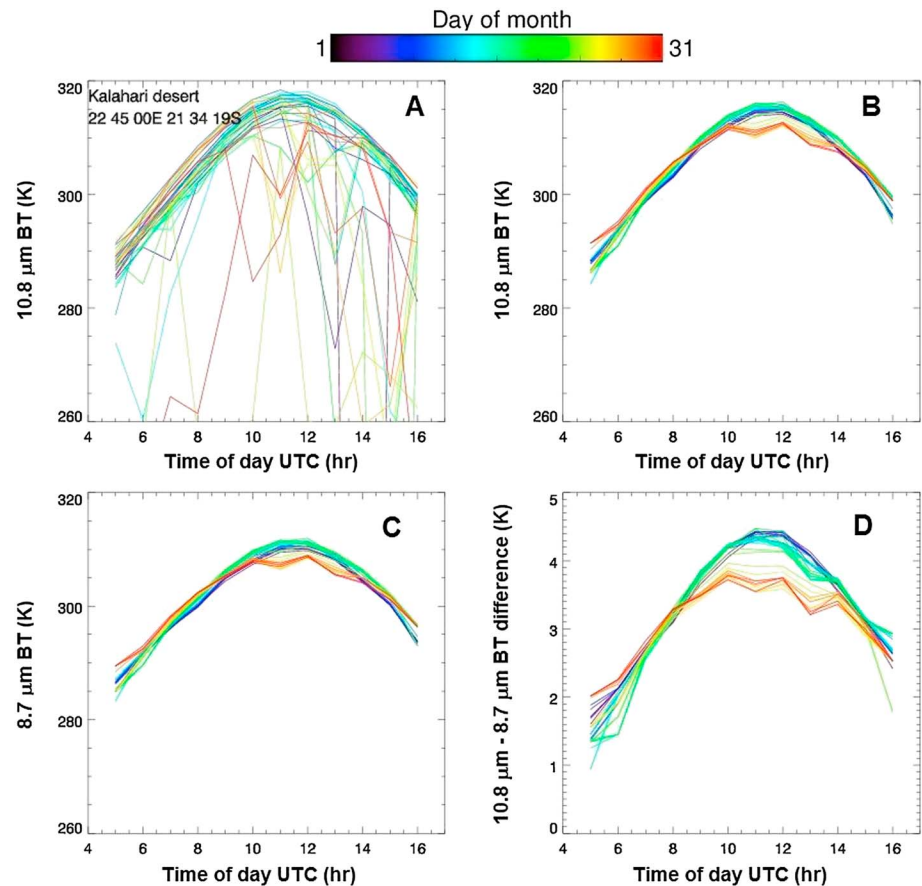 Day of month
1 31
320
Kalahari desert
22 45 00E 21 34 19S
A
300
280
260
10.8 µm BT (K)
4 6 8 10 12 14 16
Time of day UTC (hr)
320
B
300
280
260
10.8 µm BT (K)
4 6 8 10 12 14 16
Time of day UTC (hr)
320
C
300
280
260
8.7 µm BT (K)
4 6 8 10 12 14 16
Time of day UTC (hr)
5
D
4
3
2
1
0
10.8 µm - 8.7 µm BT difference (K)
4 6 8 10 12 14 16
Time of day UTC (hr)